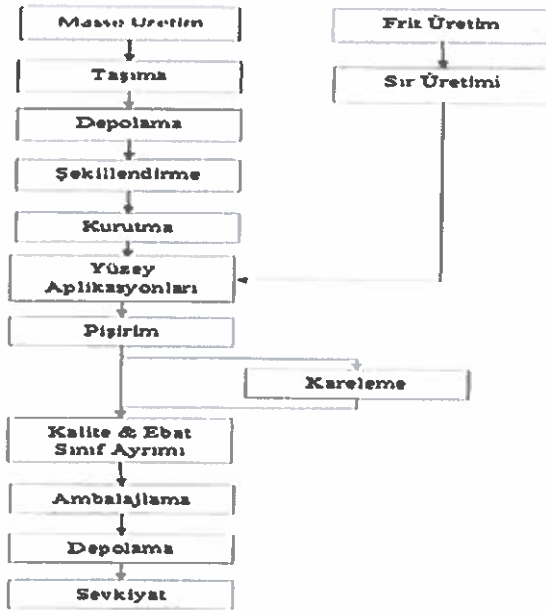 Masse Üretim
Frit Üretim
Taşıma
Sır Üretimi
Depolama
Şekillendirme
Kurutma
Yüzey
Aplikasyonları
Pişirim
Kareleme
Kalite & Ebat
Sınıf Ayrımı
Ambalajlama
Depolama
Sevkiyat